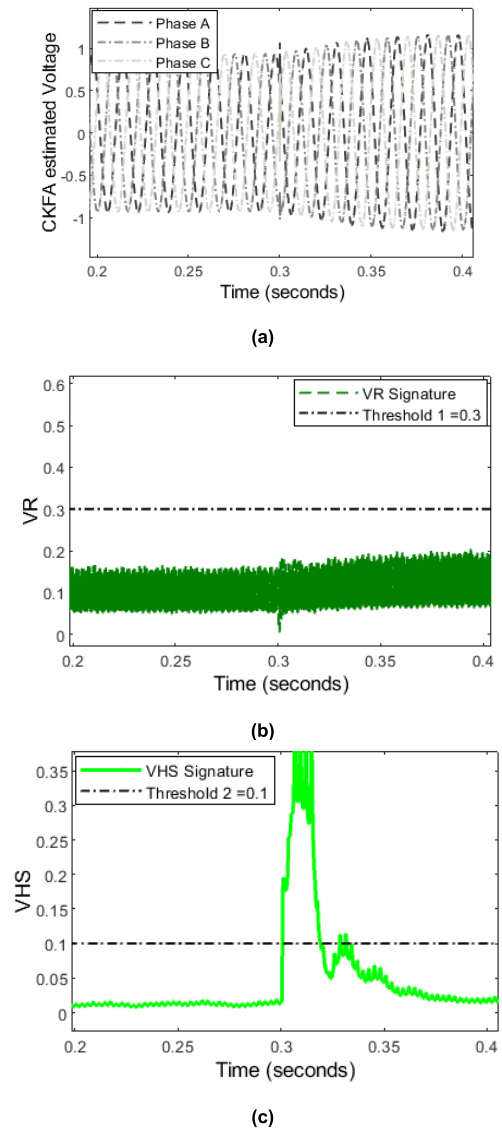 CKFA estimated Voltage
1
0.5
0
-0.5
-1
Phase A
Phase B
Phase C
0.2 0.25 0.3 0.35 0.4
Time (seconds)
(a)
VR
0.6
0.5
0.4
0.3
0.2
0.1
0
VR Signature
Threshold 1 =0.3
0.2 0.25 0.3 0.35 0.4
Time (seconds)
(b)
VHS
0.35
0.3
0.25
0.2
0.15
0.1
0.05
0
VHS Signature
Threshold 2 =0.1
0.2 0.25 0.3 0.35 0.4
Time (seconds)
(c)